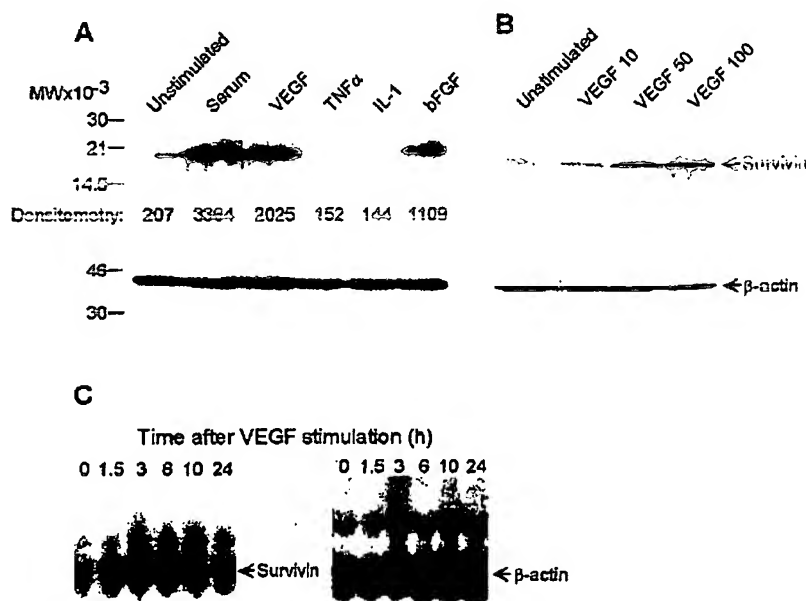 A
Unstimulated
Serum
VEGF
TNFα
IL-1
bFGF
MWx10-3
30
21
14.5
Densitometry: 207 3384 2025 152 144 1109
46
30
B
Unstimulated
VEGF 10
VEGF 50
VEGF 100
Survivin
β-actin
C
Time after VEGF stimulation (h)
0 1.5 3 6 10 24
Survivin
0 1.5 3 6 10 24
β-actin